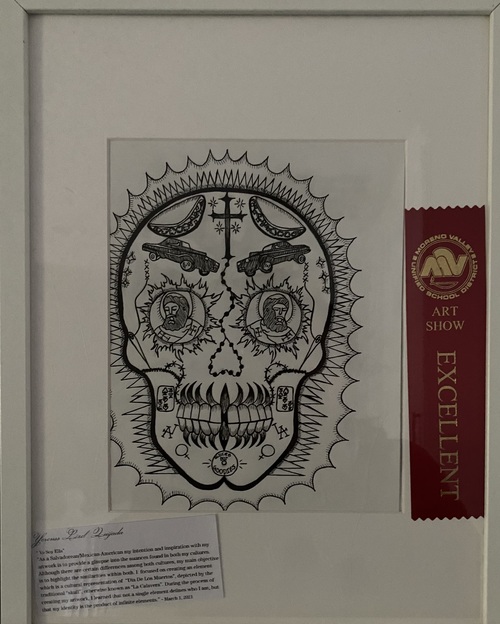 MORENO VALLEY
UNIFIED SCHOOL DISTRICT
ART
SHOW
EXCELLENT
"Yo Soy Ello"
"As a Salvadorian/Mexican-American my intention and inspiration with my
artwork is to provide a glimpse into the nuances found in both my cultures.
Although there are certain differences among both cultures, my main objective
is to highlight the similarities within both. I focused on creating an element
which is a cultural representation of "Dia De Los Muertos", depicted by the
traditional "skull", otherwise known as "La Calavera". During the process of
creating my artwork, I learned that not a single element defines who I am, but
that my identity is the product of infinite elements." - March 1, 2023